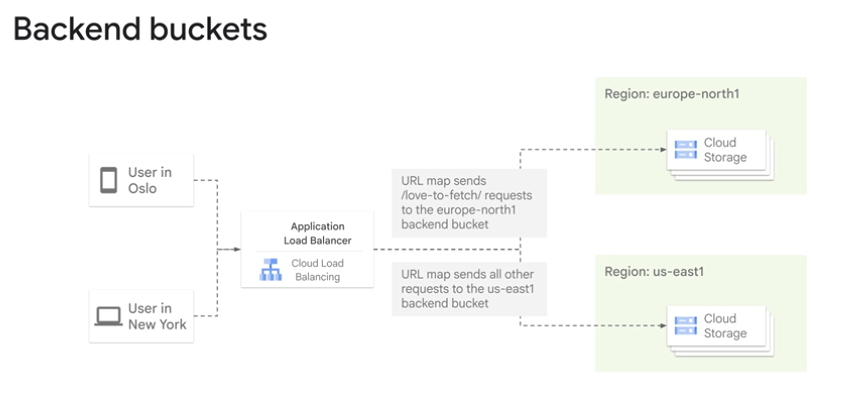 Backend buckets
Region: europe-north1
Cloud
Storage
User in
Oslo
URL map sends
/love-to-fetch/ requests
to the europe-north1
backend bucket
Application
Load Balancer
Cloud Load
Balancing
URL map sends all other
requests to the us-east1
backend bucket
Region: us-east1
User in
New York
Cloud
Storage